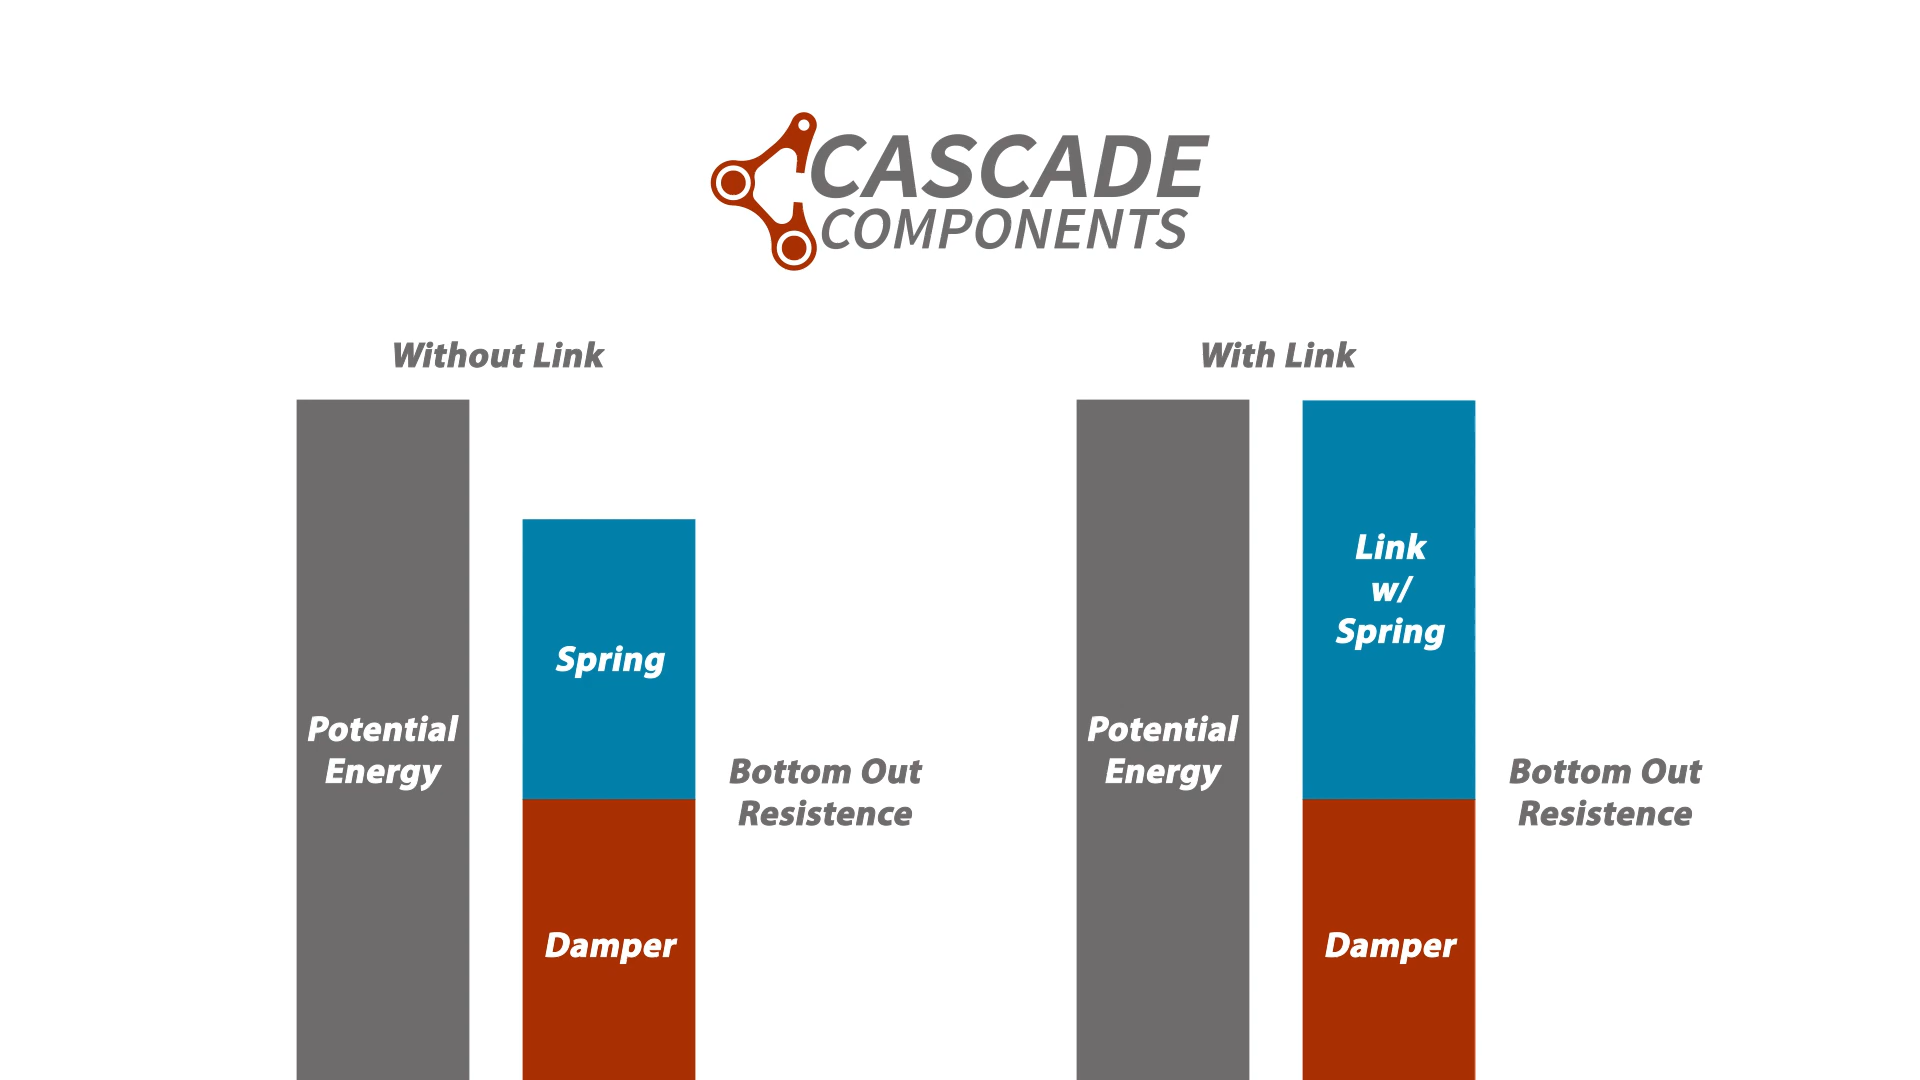 CASCADE
COMPONENTS
Without Link
With Link
Potential
Energy
Spring
Damper
Bottom Out
Resistence
Potential
Energy
Link
w/
Spring
Damper
Bottom Out
Resistence